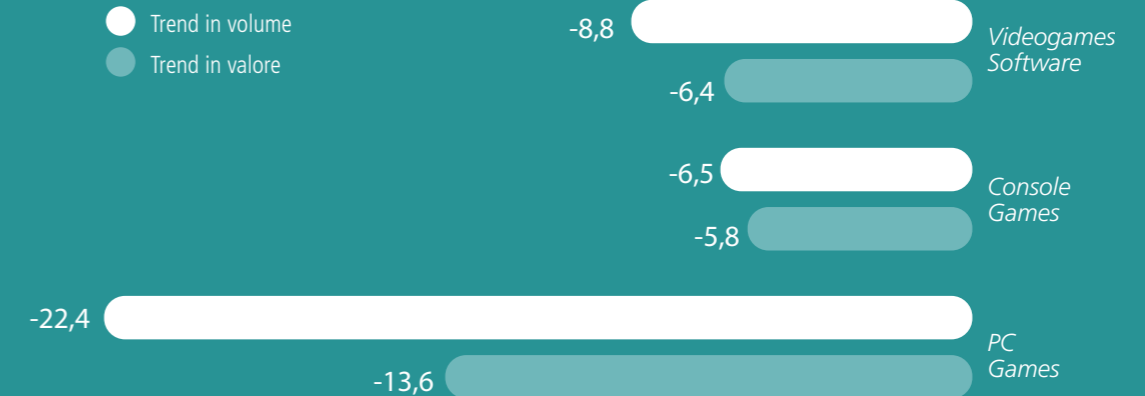 Trend in volume
Trend in valore
-8,8
Videogames
Software
-6,4
-6,5
Console
Games
-5,8
-22,4
PC
Games
-13,6